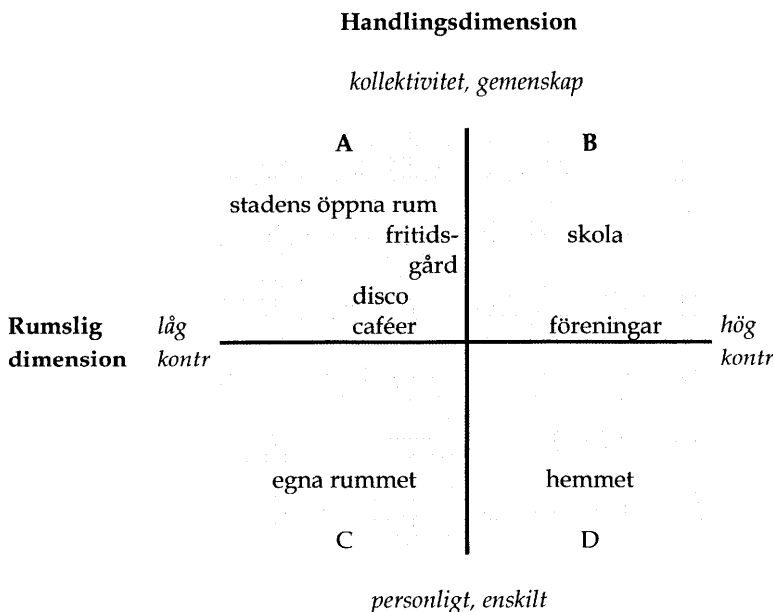 Handlingsdimension
kollektivitet, gemenskap
A
B
stadens öppna rum
fritids-
gård
skola
disco
caféer
föreningar
Rumslig
dimension
låg
kontr
hög
kontr
egna rummet
hemmet
C
D
personligt, enskilt